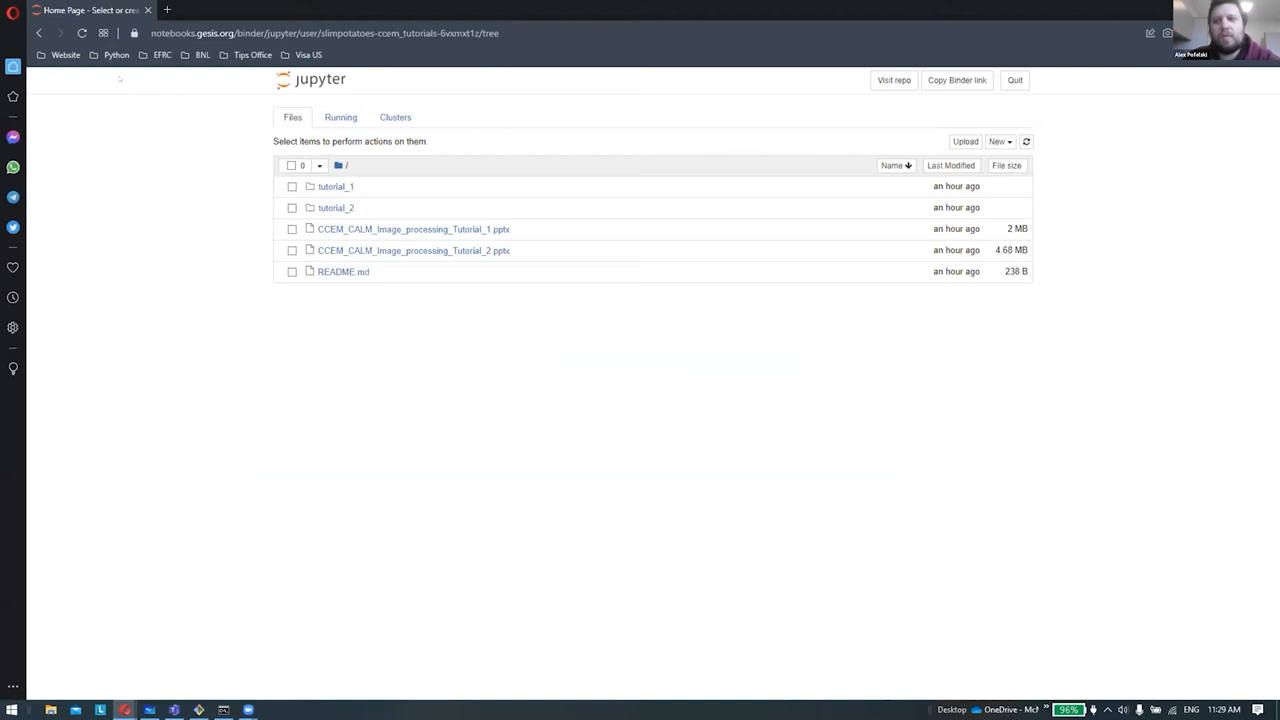 Home Page - Select or crea
notebooks.gesis.org/binder/jupyter/user/slimpotatoes-ccem_tutorials-6vxmxt1z/tree
Website Python EFRC BNL Tips Office Visa US
Alex Pofelski
jupyter
Visit repo Copy Binder link Quit
Files Running Clusters
Select items to perform actions on them.
Upload New
0 / Name Last Modified File size
tutorial_1 an hour ago
tutorial_2 an hour ago
CCEM_CALM_Image_processing_Tutorial_1.pptx an hour ago 2 MB
CCEM_CALM_Image_processing_Tutorial_2.pptx an hour ago 4.68 MB
README.md an hour ago 238 B
96% Desktop OneDrive - McM ENG 11:29 AM